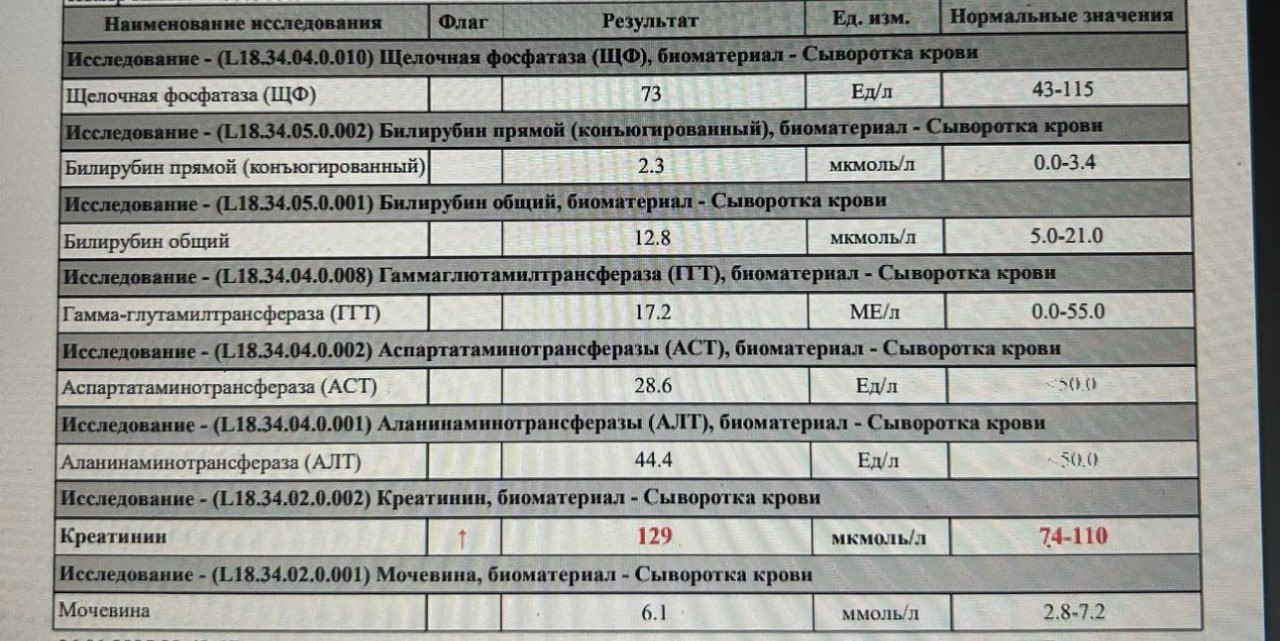 Наименование исследования Флаг Результат Ед. изм. Нормальные значения
Исследование - (L18.34.04.0.010) Щелочная фосфатаза (ЩФ), биоматериал - Сыворотка крови
Щелочная фосфатаза (ЩФ) 73 Ед/л 43-115
Исследование - (L18.34.05.0.002) Билирубин прямой (конъюгированный), биоматериал - Сыворотка крови
Билирубин прямой (конъюгированный) 2.3 мкмоль/л 0.0-3.4
Исследование - (L18.34.05.0.001) Билирубин общий, биоматериал - Сыворотка крови
Билирубин общий 12.8 мкмоль/л 5.0-21.0
Исследование - (L18.34.04.0.008) Гаммаглютамилтрансфераза (ГГТ), биоматериал - Сыворотка крови
Гамма-глутамилтрансфераза (ГГТ) 17.2 МЕ/л 0.0-55.0
Исследование - (L18.34.04.0.002) Аспартатаминотрансферазы (АСТ), биоматериал - Сыворотка крови
Аспартатаминотрансфераза (АСТ) 28.6 Ед/л <50.0
Исследование - (L18.34.04.0.001) Аланинаминотрансферазы (АЛТ), биоматериал - Сыворотка крови
Аланинаминотрансфераза (АЛТ) 44.4 Ед/л <50.0
Исследование - (L18.34.02.0.002) Креатинин, биоматериал - Сыворотка крови
Креатинин ↑ 129 мкмоль/л 74-110
Исследование - (L18.34.02.0.001) Мочевина, биоматериал - Сыворотка крови
Мочевина 6.1 ммоль/л 2.8-7.2